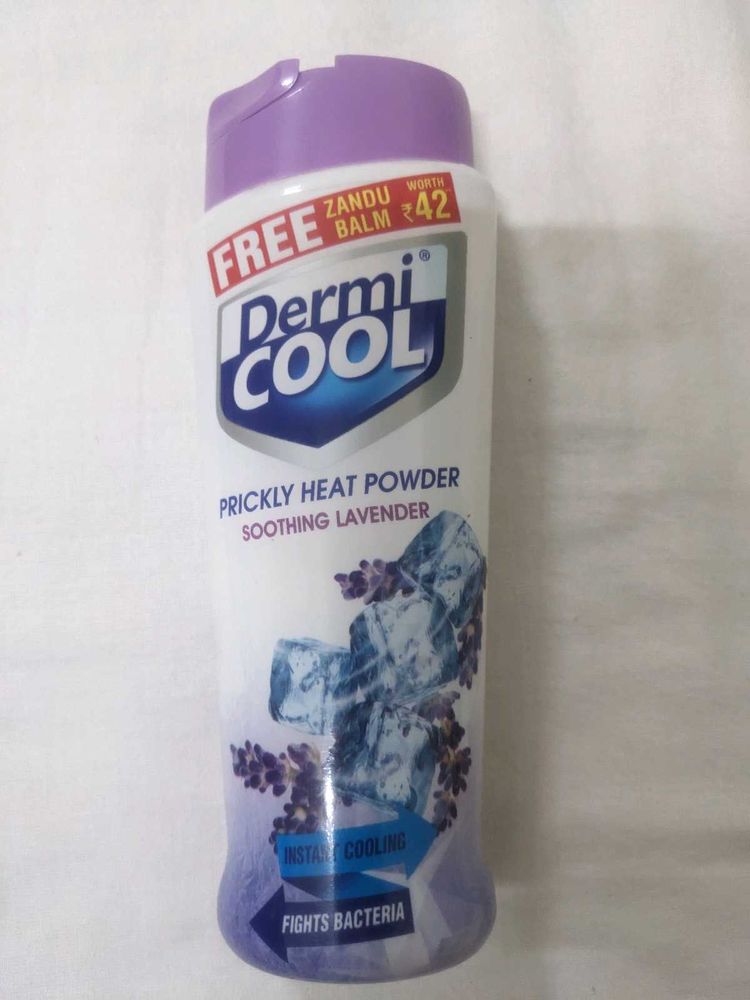 FREE ZANDU BALM WORTH ₹42
Dermi®
COOL
PRICKLY HEAT POWDER
SOOTHING LAVENDER
INSTANT COOLING
FIGHTS BACTERIA